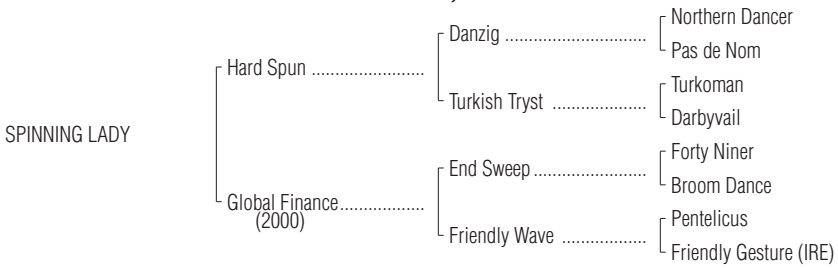 Northern Dancer
Danzig ..............................
Pas de Nom
Hard Spun ........................
Turkoman
Turkish Tryst ....................
Darbyvail
SPINNING LADY
Forty Niner
End Sweep ........................
Broom Dance
Global Finance..................
(2000)
Pentelicus
Friendly Wave ..................
Friendly Gesture (IRE)